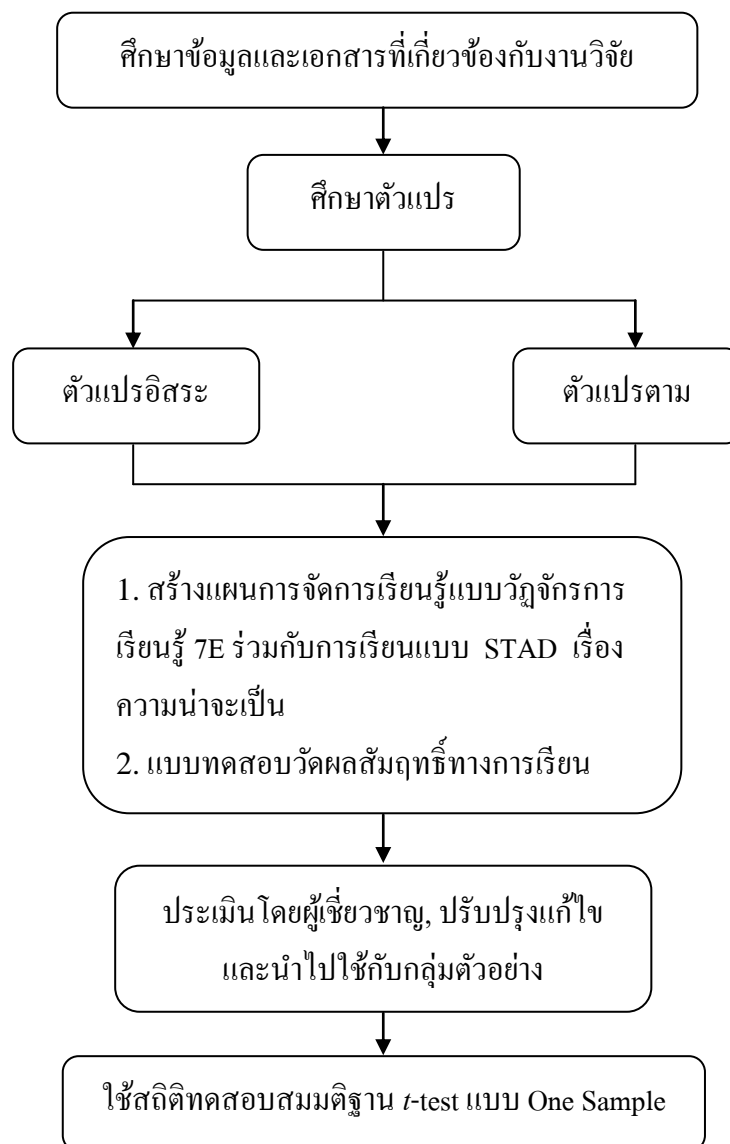 ศึกษาข้อมูลและเอกสารที่เกี่ยวข้องกับงานวิจัย
ศึกษาตัวแปร
ตัวแปรอิสระ
ตัวแปรตาม
1. สร้างแผนการจัดการเรียนรู้แบบวัฏจักรการ
เรียนรู้ 7E ร่วมกับการเรียนแบบ STAD เรื่อง
ความน่าจะเป็น
2. แบบทดสอบวัดผลสัมฤทธิ์ทางการเรียน
ประเมินโดยผู้เชี่ยวชาญ, ปรับปรุงแก้ไข
และนำไปใช้กับกลุ่มตัวอย่าง
ใช้สถิติทดสอบสมมติฐาน t-test แบบ One Sample